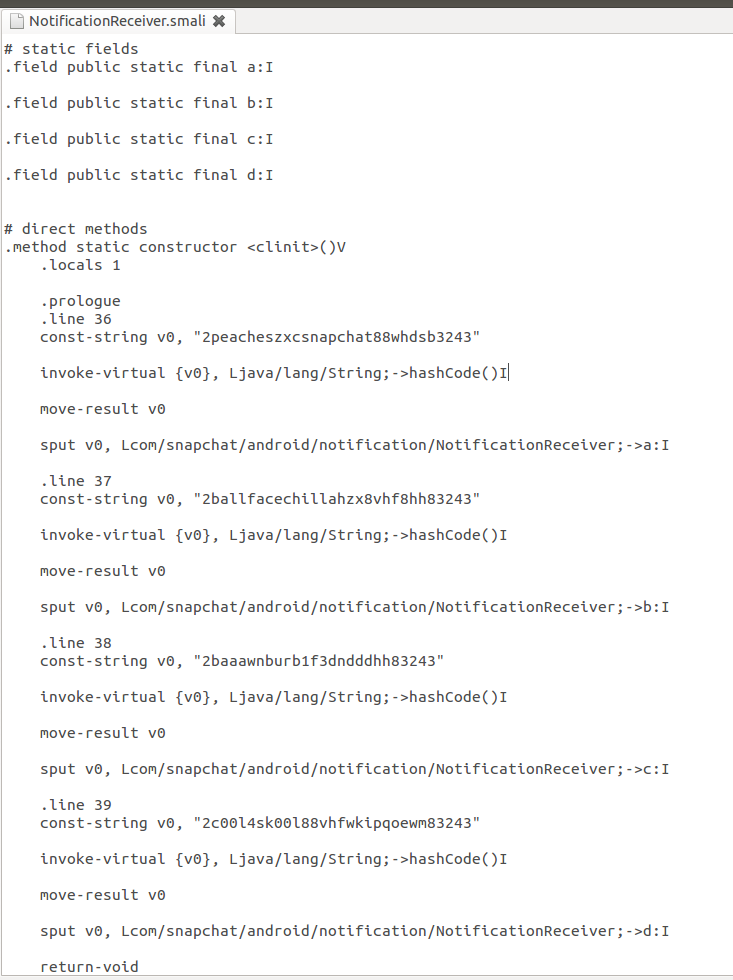 NotificationReceiver.smali
# static fields
.field public static final a:I
.field public static final b:I
.field public static final c:I
.field public static final d:I
# direct methods
.method static constructor <clinit>()V
.locals 1
.prologue
.line 36
const-string v0, "2peacheszxcsnapchat88whdsb3243"
invoke-virtual {v0}, Ljava/lang/String;->hashCode()I
move-result v0
sput v0, Lcom/snapchat/android/notification/NotificationReceiver;->a:I
.line 37
const-string v0, "2ballfacechillahzx8vhf8hh83243"
invoke-virtual {v0}, Ljava/lang/String;->hashCode()I
move-result v0
sput v0, Lcom/snapchat/android/notification/NotificationReceiver;->b:I
.line 38
const-string v0, "2baaawnburb1f3dndddhh83243"
invoke-virtual {v0}, Ljava/lang/String;->hashCode()I
move-result v0
sput v0, Lcom/snapchat/android/notification/NotificationReceiver;->c:I
.line 39
const-string v0, "2c00l4sk00l88vhfwkipqoewm83243"
invoke-virtual {v0}, Ljava/lang/String;->hashCode()I
move-result v0
sput v0, Lcom/snapchat/android/notification/NotificationReceiver;->d:I
return-void